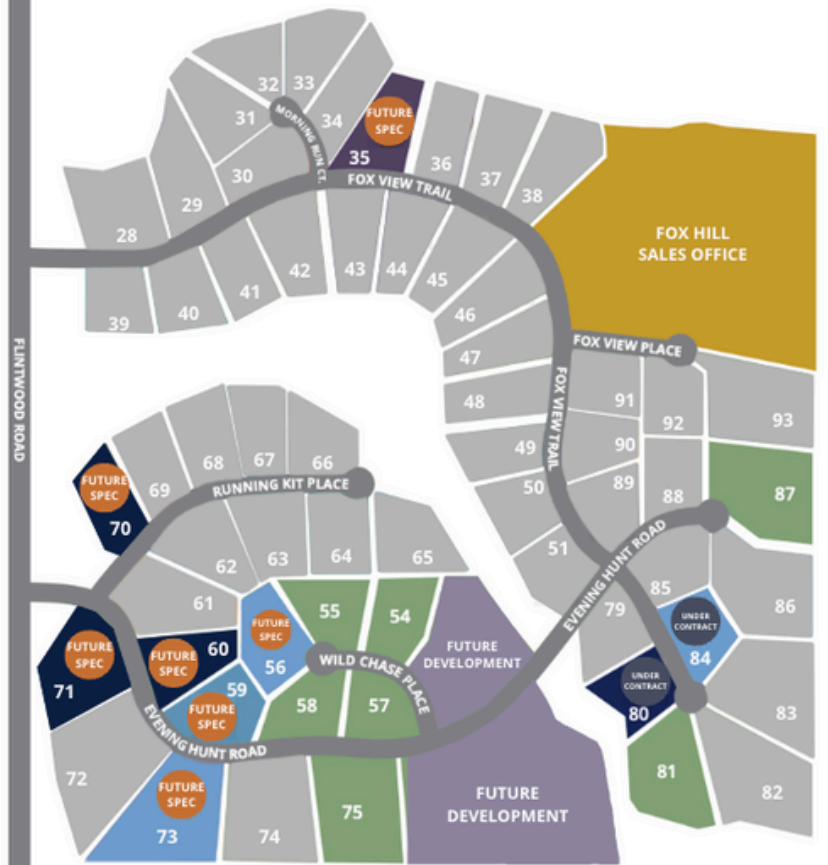 32
33
31
MORNING RUN CT.
34
FUTURE
SPEC
35
36
37
38
30
29
28
FOX VIEW TRAIL
FOX HILL
SALES OFFICE
39
40
41
42
43
44
45
46
47
48
49
50
51
FLINTWOOD ROAD
FOX VIEW PLACE
FOX VIEW TRAIL
91
92
93
90
89
88
87
66
67
68
69
RUNNING KIT PLACE
FUTURE
SPEC
70
62
63
64
65
61
EVENING HUNT ROAD
85
86
79
UNDER
CONTRACT
84
UNDER
CONTRACT
80
83
81
82
55
54
FUTURE
SPEC
56
WILD CHASE PLACE
FUTURE
DEVELOPMENT
FUTURE
SPEC
71
FUTURE
SPEC
60
59
FUTURE
SPEC
58
57
EVENING HUNT ROAD
72
FUTURE
SPEC
73
74
75
FUTURE
DEVELOPMENT